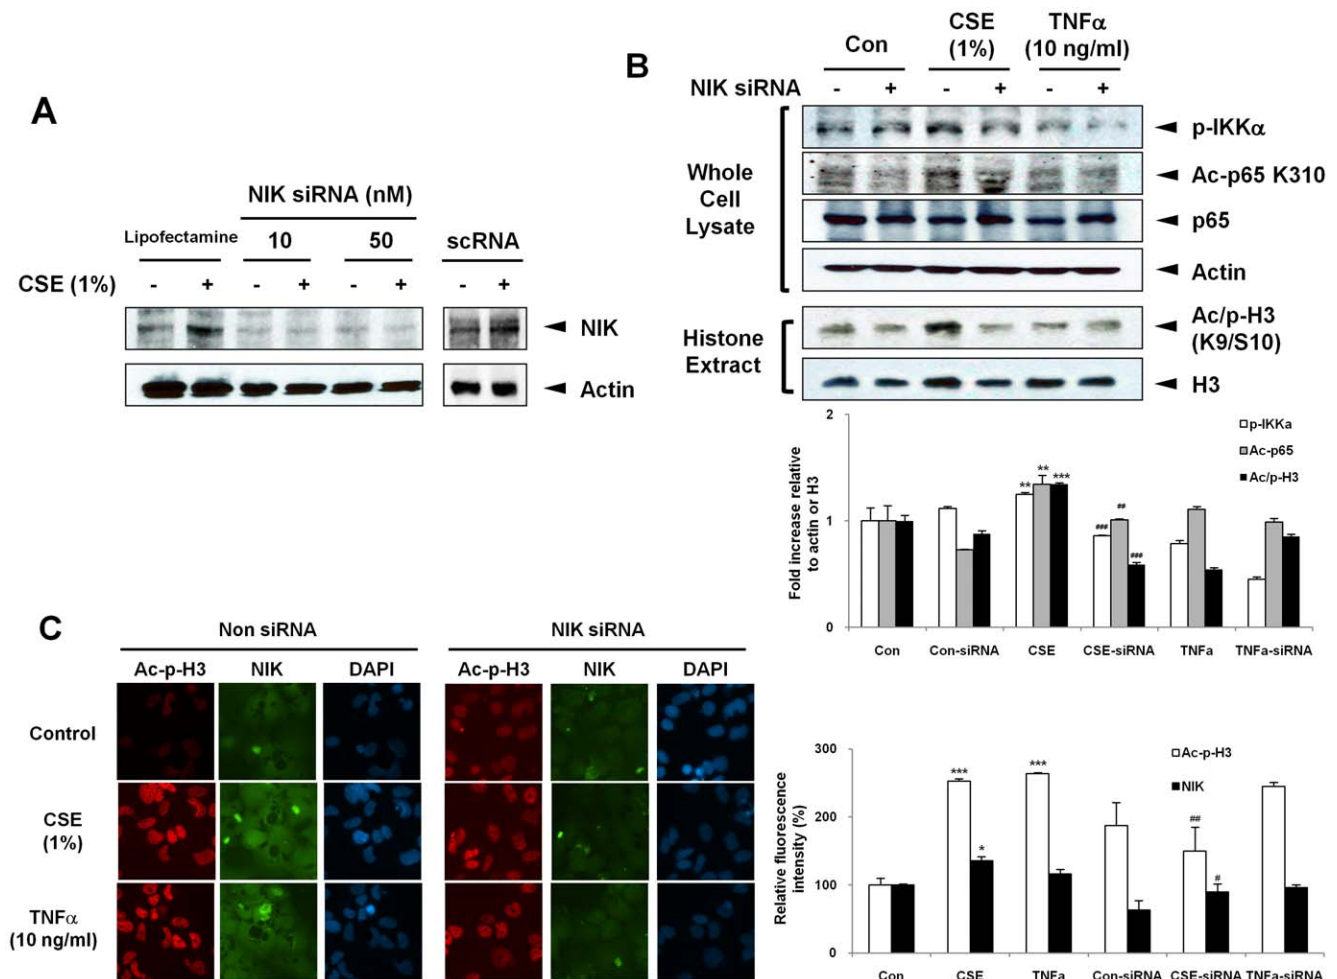 A
NIK siRNA (nM)
Lipofectamine 10 50 scRNA
CSE (1%) - + - + - + - +
NIK
Actin
B
Con CSE (1%) TNFα (10 ng/ml)
NIK siRNA - + - + - +
Whole Cell Lysate
p-IKKα
Ac-p65 K310
p65
Actin
Histone Extract
Ac/p-H3 (K9/S10)
H3
Fold increase relative to actin or H3
2
1
0
p-IKKa
Ac-p65
Ac/p-H3
** ** ***
### ## ###
Con Con-siRNA CSE CSE-siRNA TNFa TNFa-siRNA
C
Non siRNA NIK siRNA
Ac-p-H3 NIK DAPI Ac-p-H3 NIK DAPI
Control
CSE
(1%)
TNFα
(10 ng/ml)
Relative fluorescence intensity (%)
300
200
100
0
Ac-p-H3
NIK
*** * *** ## #
Con CSE TNFa Con-siRNA CSE-siRNA TNFa-siRNA